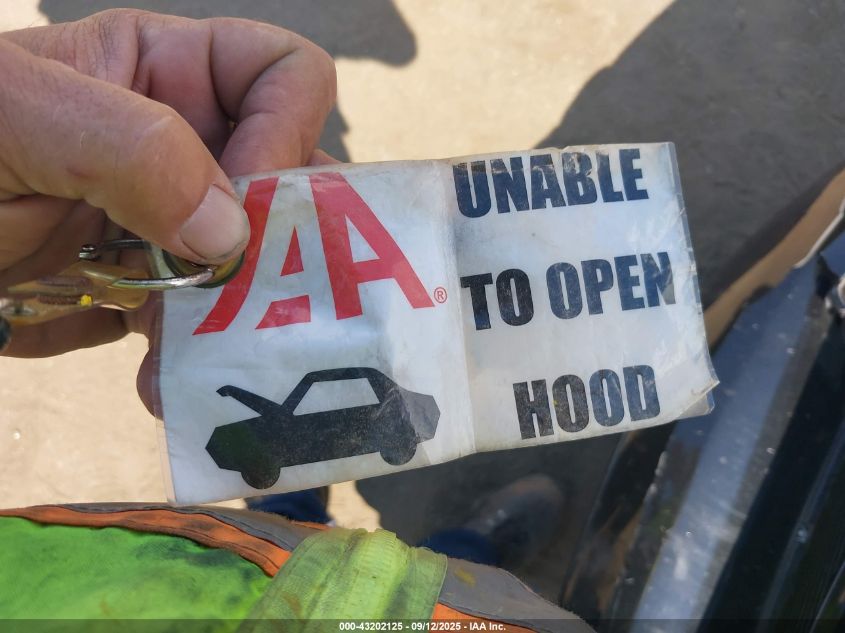 IAA®
UNABLE
TO OPEN
HOOD
000-43202125 - 09/12/2025 - IAA Inc.